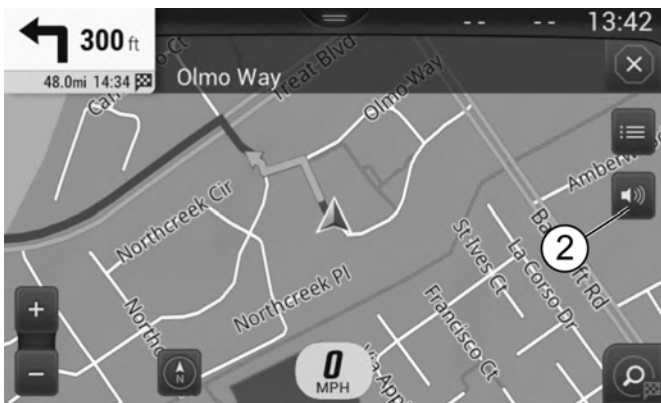 300 ft
48.0mi 14:34
Olmo Way
-- --
13:42
Treat Blvd
Olmo Way
Northcreek Cir
Northcreek Pl
St Ives Ct
La Corso Dr
Francisco Ct
2
+
−
N
0
MPH